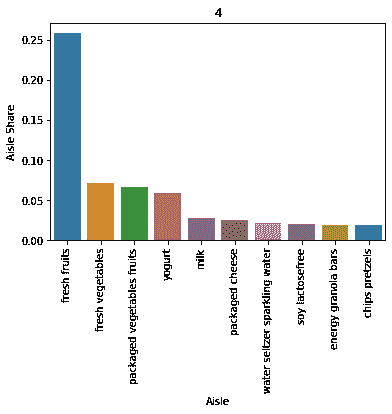 4
Aisle Share
0.25
0.20
0.15
0.10
0.05
0.00
fresh fruits
fresh vegetables
packaged vegetables fruits
yogurt
milk
packaged cheese
water seltzer sparkling water
soy lactosefree
energy granola bars
chips pretzels
Aisle